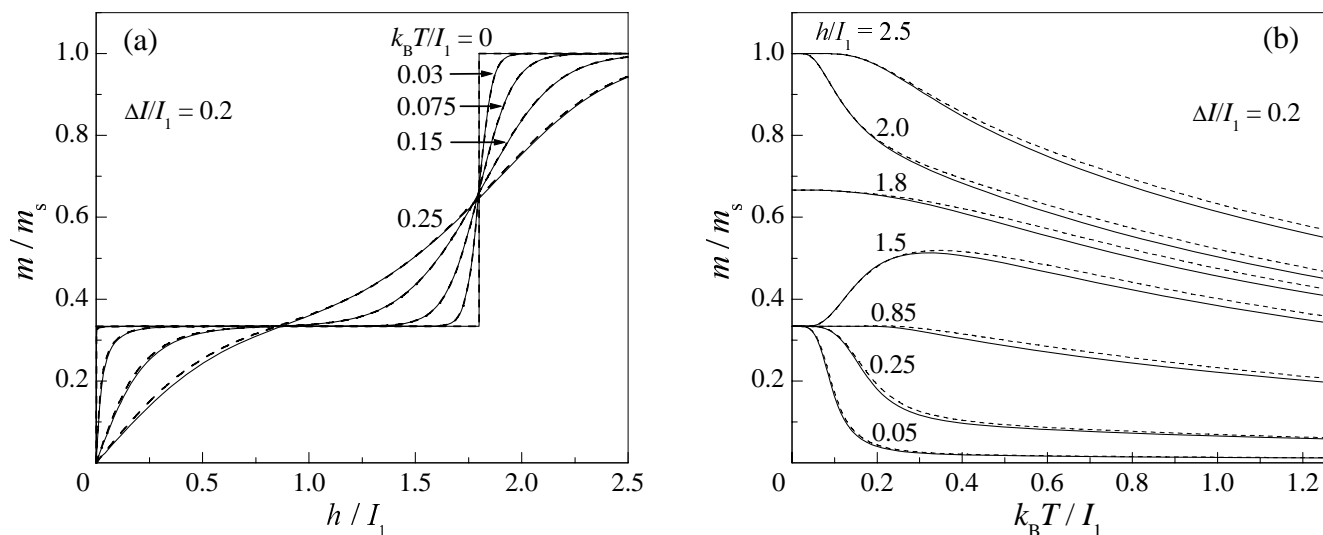 (a)
k_B T/I_1 = 0
0.03
0.075
0.15
0.25
ΔI/I_1 = 0.2
1.0
0.8
0.6
0.4
0.2
m / m_s
0 0.5 1.0 1.5 2.0 2.5
h / I_1
(b)
h/I_1 = 2.5
ΔI/I_1 = 0.2
2.0
1.8
1.5
0.85
0.25
0.05
1.0
0.8
0.6
0.4
0.2
m / m_s
0 0.2 0.4 0.6 0.8 1.0 1.2
k_B T / I_1